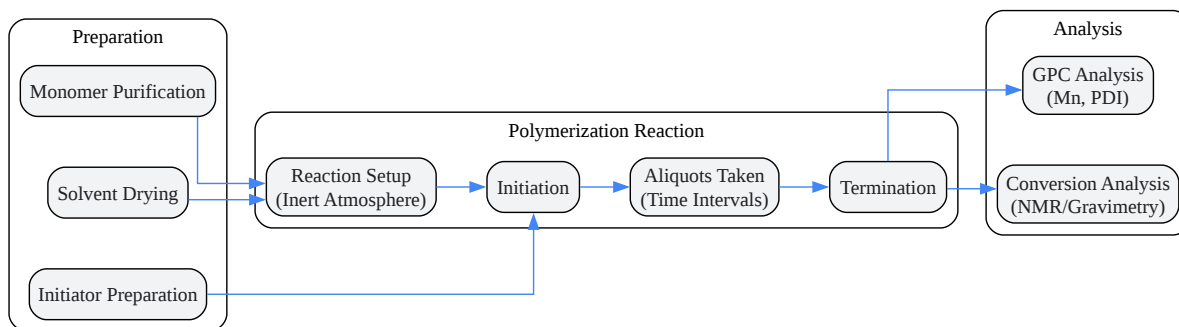 Preparation
Monomer Purification
Solvent Drying
Initiator Preparation
Polymerization Reaction
Reaction Setup
(Inert Atmosphere)
Initiation
Aliquots Taken
(Time Intervals)
Termination
Analysis
GPC Analysis
(Mn, PDI)
Conversion Analysis
(NMR/Gravimetry)